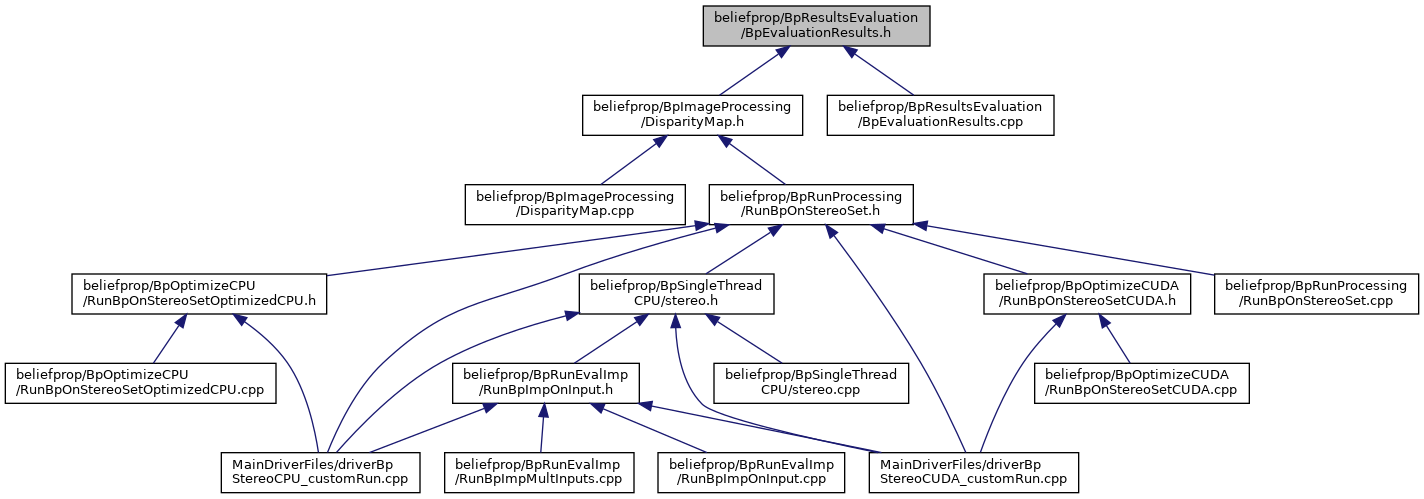 beliefprop/BpResultsEvaluation
/BpEvaluationResults.h
beliefprop/BpImageProcessing
/DisparityMap.h
beliefprop/BpResultsEvaluation
/BpEvaluationResults.cpp
beliefprop/BpImageProcessing
/DisparityMap.cpp
beliefprop/BpRunProcessing
/RunBpOnStereoSet.h
beliefprop/BpOptimizeCPU
/RunBpOnStereoSetOptimizedCPU.h
beliefprop/BpSingleThread
CPU/stereo.h
beliefprop/BpOptimizeCUDA
/RunBpOnStereoSetCUDA.h
beliefprop/BpRunProcessing
/RunBpOnStereoSet.cpp
beliefprop/BpOptimizeCPU
/RunBpOnStereoSetOptimizedCPU.cpp
beliefprop/BpRunEvalImp
/RunBpImpOnInput.h
beliefprop/BpSingleThread
CPU/stereo.cpp
beliefprop/BpOptimizeCUDA
/RunBpOnStereoSetCUDA.cpp
MainDriverFiles/driverBp
StereoCPU_customRun.cpp
beliefprop/BpRunEvalImp
/RunBpImpMultInputs.cpp
beliefprop/BpRunEvalImp
/RunBpImpOnInput.cpp
MainDriverFiles/driverBp
StereoCUDA_customRun.cpp